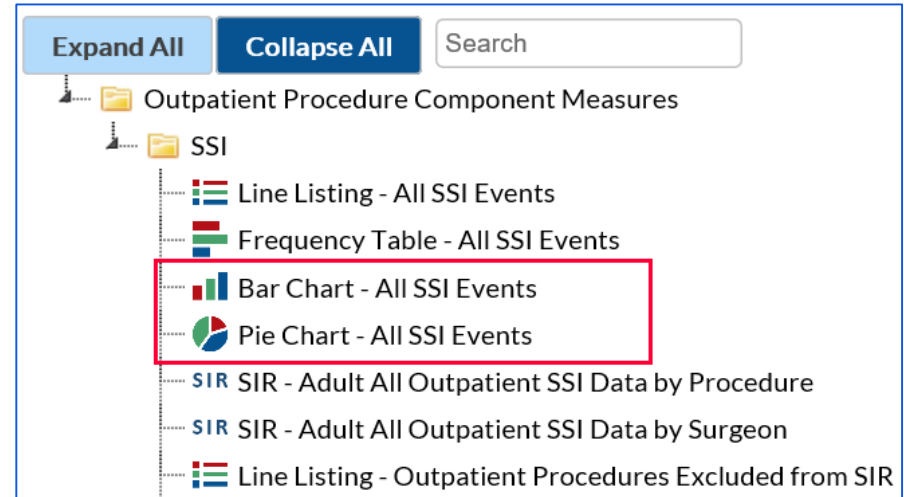 Expand All Collapse All Search
Outpatient Procedure Component Measures
SSI
Line Listing - All SSI Events
Frequency Table - All SSI Events
Bar Chart - All SSI Events
Pie Chart - All SSI Events
SIR SIR - Adult All Outpatient SSI Data by Procedure
SIR SIR - Adult All Outpatient SSI Data by Surgeon
Line Listing - Outpatient Procedures Excluded from SIR